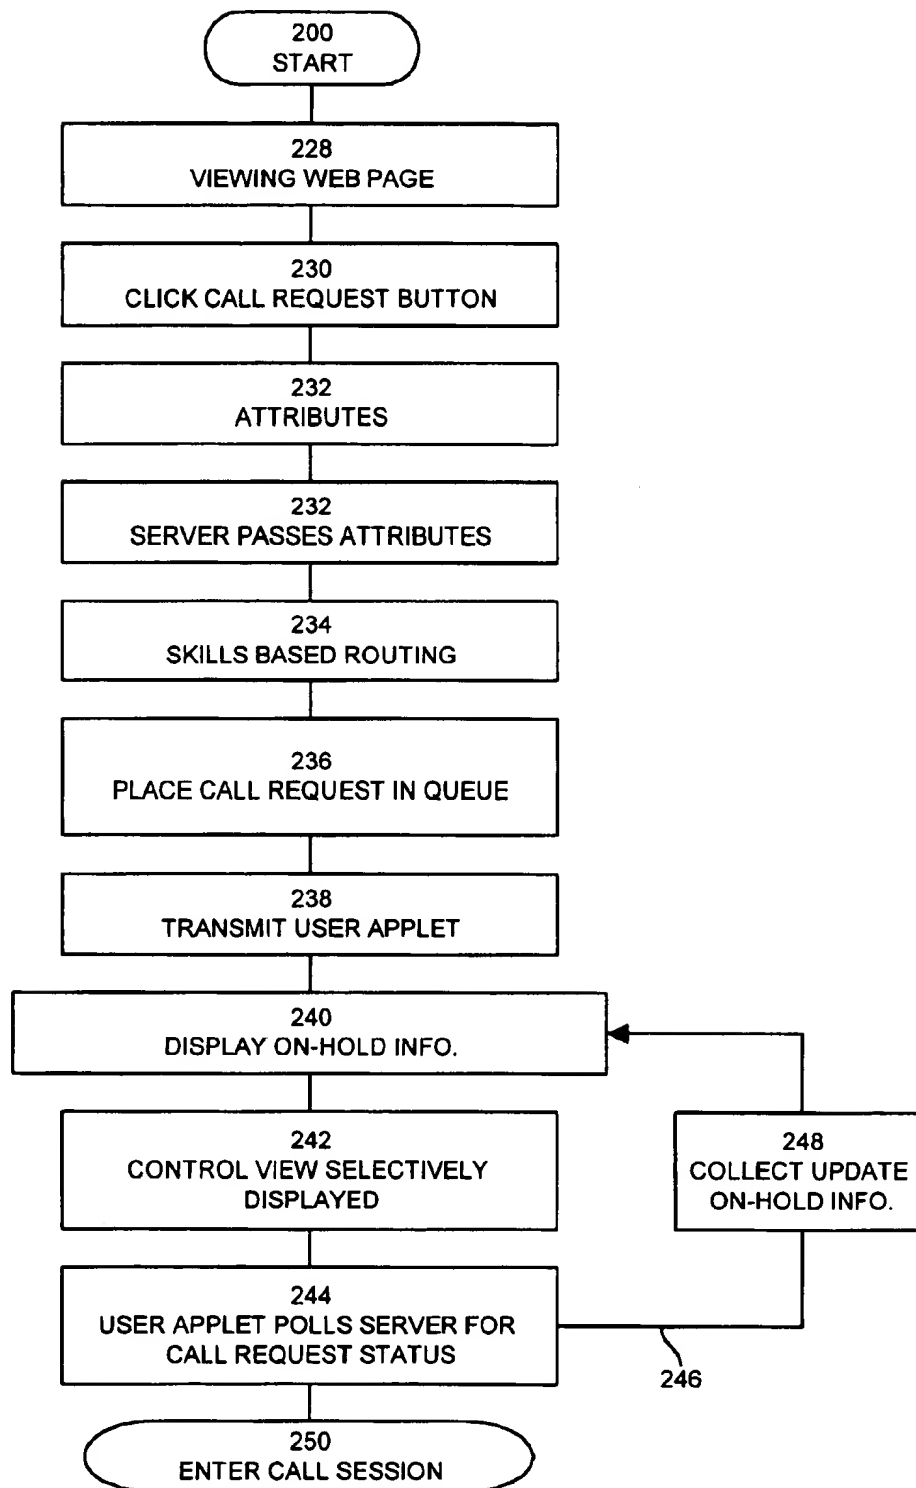 200
START
228
VIEWING WEB PAGE
230
CLICK CALL REQUEST BUTTON
232
ATTRIBUTES
232
SERVER PASSES ATTRIBUTES
234
SKILLS BASED ROUTING
236
PLACE CALL REQUEST IN QUEUE
238
TRANSMIT USER APPLET
240
DISPLAY ON-HOLD INFO.
242
CONTROL VIEW SELECTIVELY
DISPLAYED
248
COLLECT UPDATE
ON-HOLD INFO.
244
USER APPLET POLLS SERVER FOR
CALL REQUEST STATUS
246
250
ENTER CALL SESSION